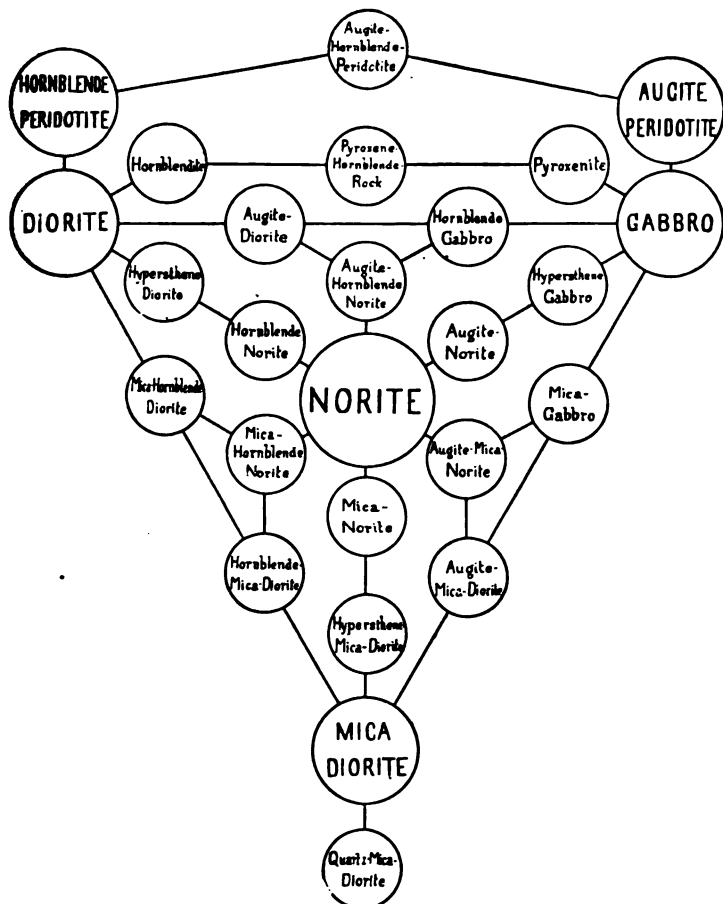 Augite-
Hornblende-
Peridotite
HORNBLENDE
PERIDOTITE
AUGITE
PERIDOTITE
Hornblendite
Pyroxene-
Hornblende
Rock
Pyroxenite
DIORITE
Augite-
Diorite
Hornblende
Gabbro
GABBRO
Hypersthene
Diorite
Augite-
Hornblende
Norite
Hypersthene
Gabbro
Hornblende
Norite
Augite-
Norite
NORITE
Mica-Hornblende
Diorite
Mica-
Gabbro
Mica-
Hornblende
Norite
Augite-Mica
Norite
Mica-
Norite
Hornblende-
Mica-Diorite
Augite-
Mica-Diorite
Hypersthene
Mica-Diorite
MICA
DIORITE
Quartz-Mica-
Diorite